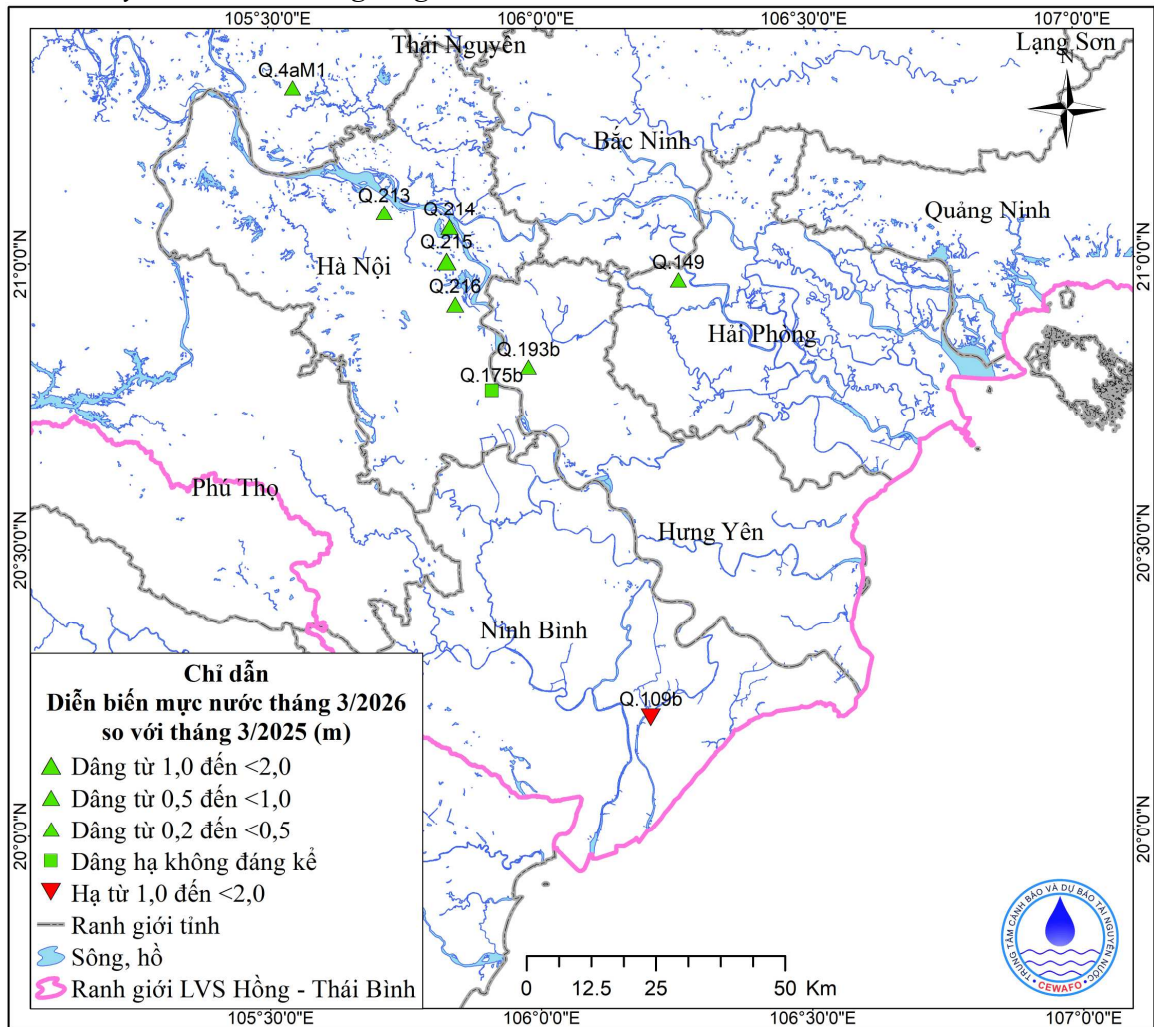 105°30'0"E
106°0'0"E
106°30'0"E
107°0'0"E
Thái Nguyên
Lạng Sơn
N
Q.4aM1
Bắc Ninh
Q.213
Q.214
Quảng Ninh
21°0'0"N
21°0'0"N
Q.215
Hà Nội
Q.149
Q.216
Hải Phòng
Q.193b
Q.175b
Phú Thọ
Hưng Yên
20°30'0"N
20°30'0"N
Ninh Bình
Q.109b
Chỉ dẫn
Diễn biến mực nước tháng 3/2026
so với tháng 3/2025 (m)
Dâng từ 1,0 đến <2,0
Dâng từ 0,5 đến <1,0
Dâng từ 0,2 đến <0,5
Dâng hạ không đáng kể
Hạ từ 1,0 đến <2,0
Ranh giới tỉnh
Sông, hồ
Ranh giới LVS Hồng - Thái Bình
20°0'0"N
20°0'0"N
0 12.5 25 50 Km
TRUNG TÂM CẢNH BÁO VÀ DỰ BÁO TÀI NGUYÊN NƯỚC
• CEWAFO •
105°30'0"E
106°0'0"E
106°30'0"E
107°0'0"E